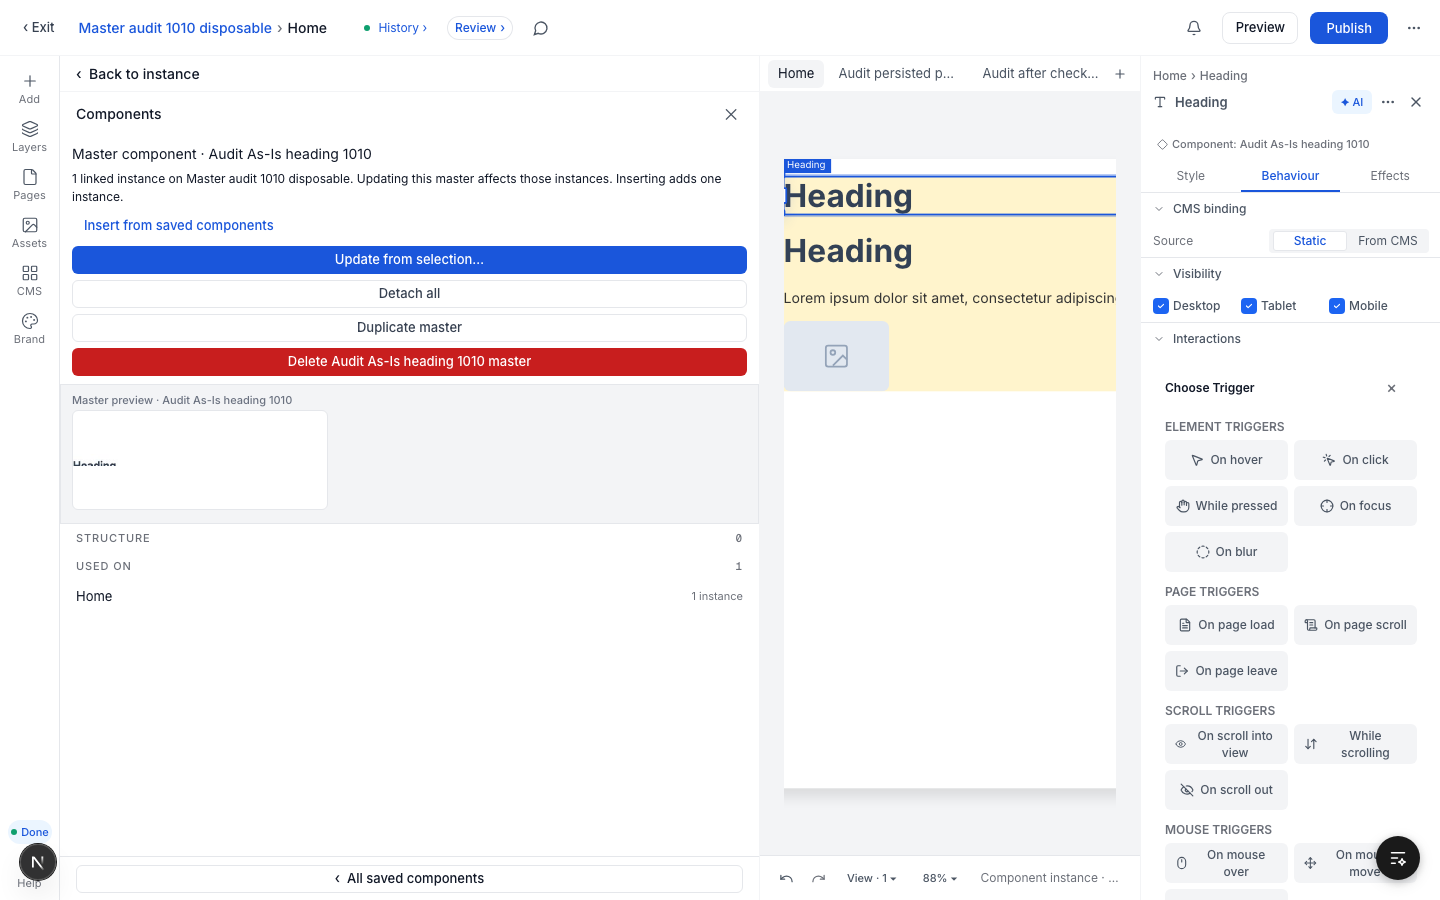 ‹ Exit
Master audit 1010 disposable › Home
History ›
Review ›
Preview
Publish
Add
Layers
Pages
Assets
CMS
Brand
Done
N
Help
‹ Back to instance
Components
Master component · Audit As-Is heading 1010
1 linked instance on Master audit 1010 disposable. Updating this master affects those instances. Inserting adds one
instance.
Insert from saved components
Update from selection...
Detach all
Duplicate master
Delete Audit As-Is heading 1010 master
Master preview · Audit As-Is heading 1010
Heading
STRUCTURE 0
USED ON 1
Home 1 instance
‹ All saved components
Home
Audit persisted p...
Audit after check...
Heading
Heading
Heading
Lorem ipsum dolor sit amet, consectetur adipiscin
View · 1
88%
Component instance · ...
Home › Heading
Heading
AI
Component: Audit As-Is heading 1010
Style
Behaviour
Effects
CMS binding
Source
Static
From CMS
Visibility
Desktop
Tablet
Mobile
Interactions
Choose Trigger
ELEMENT TRIGGERS
On hover
On click
While pressed
On focus
On blur
PAGE TRIGGERS
On page load
On page scroll
On page leave
SCROLL TRIGGERS
On scroll into
view
While
scrolling
On scroll out
MOUSE TRIGGERS
On mouse
over
On mou
move